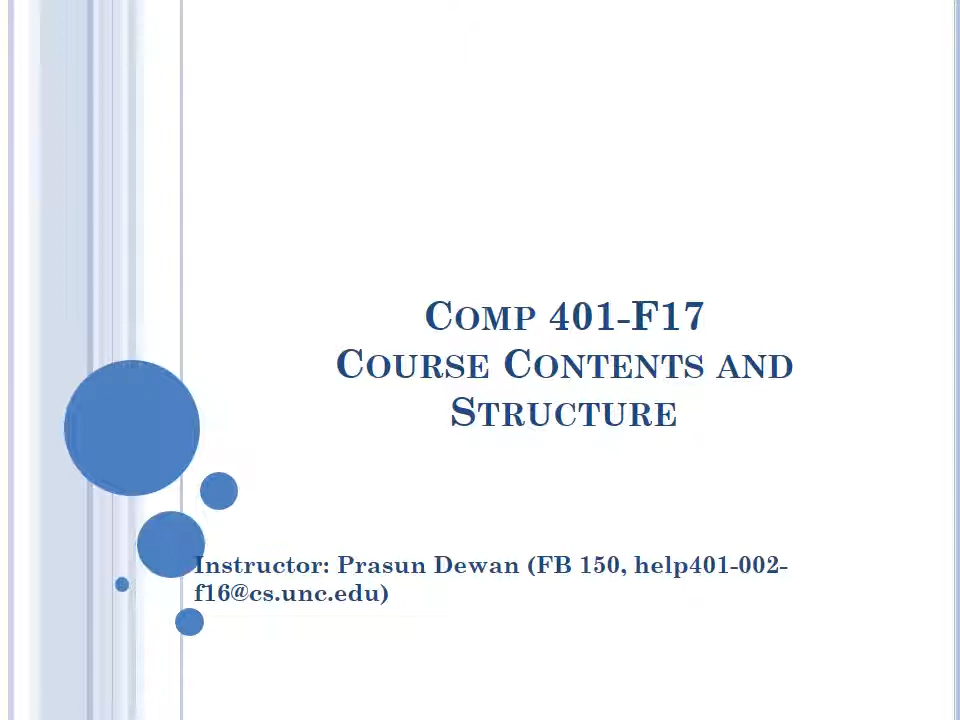 Comp 401-F17
Course Contents and
Structure
Instructor: Prasun Dewan (FB 150, help401-002-
f16@cs.unc.edu)